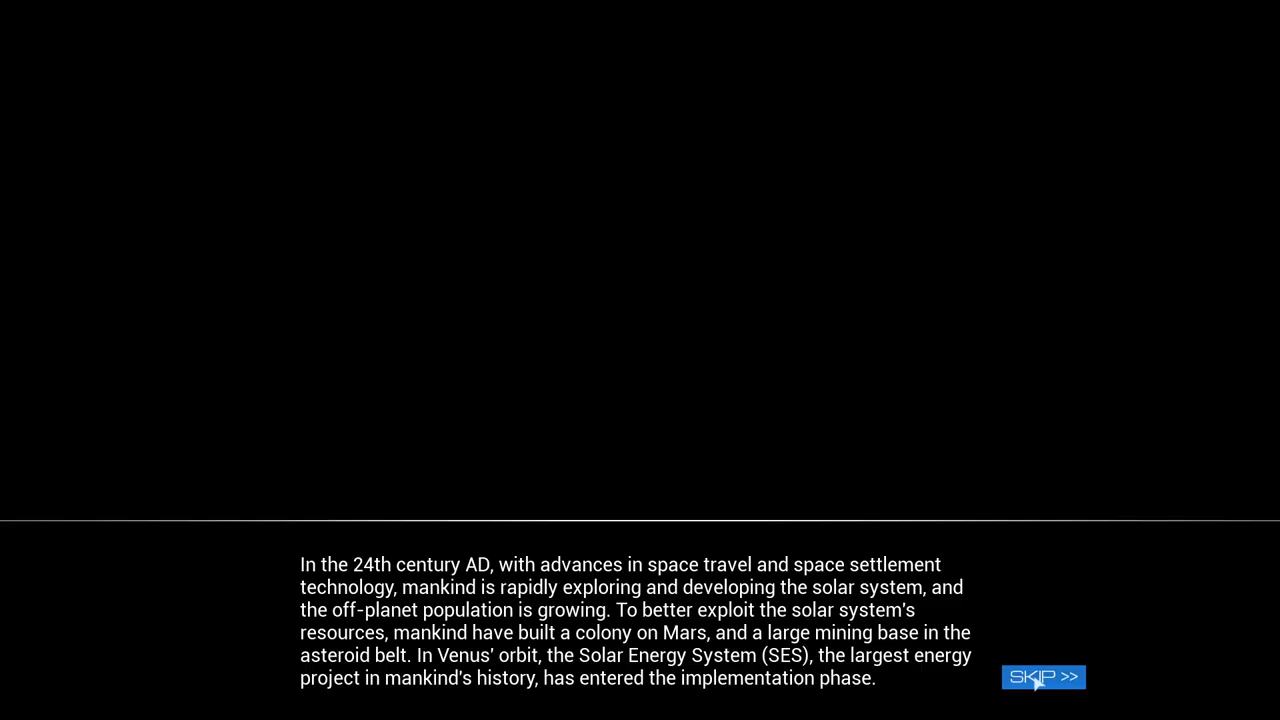 In the 24th century AD, with advances in space travel and space settlement
technology, mankind is rapidly exploring and developing the solar system, and
the off-planet population is growing. To better exploit the solar system's
resources, mankind have built a colony on Mars, and a large mining base in the
asteroid belt. In Venus' orbit, the Solar Energy System (SES), the largest energy
project in mankind's history, has entered the implementation phase.
SKIP >>